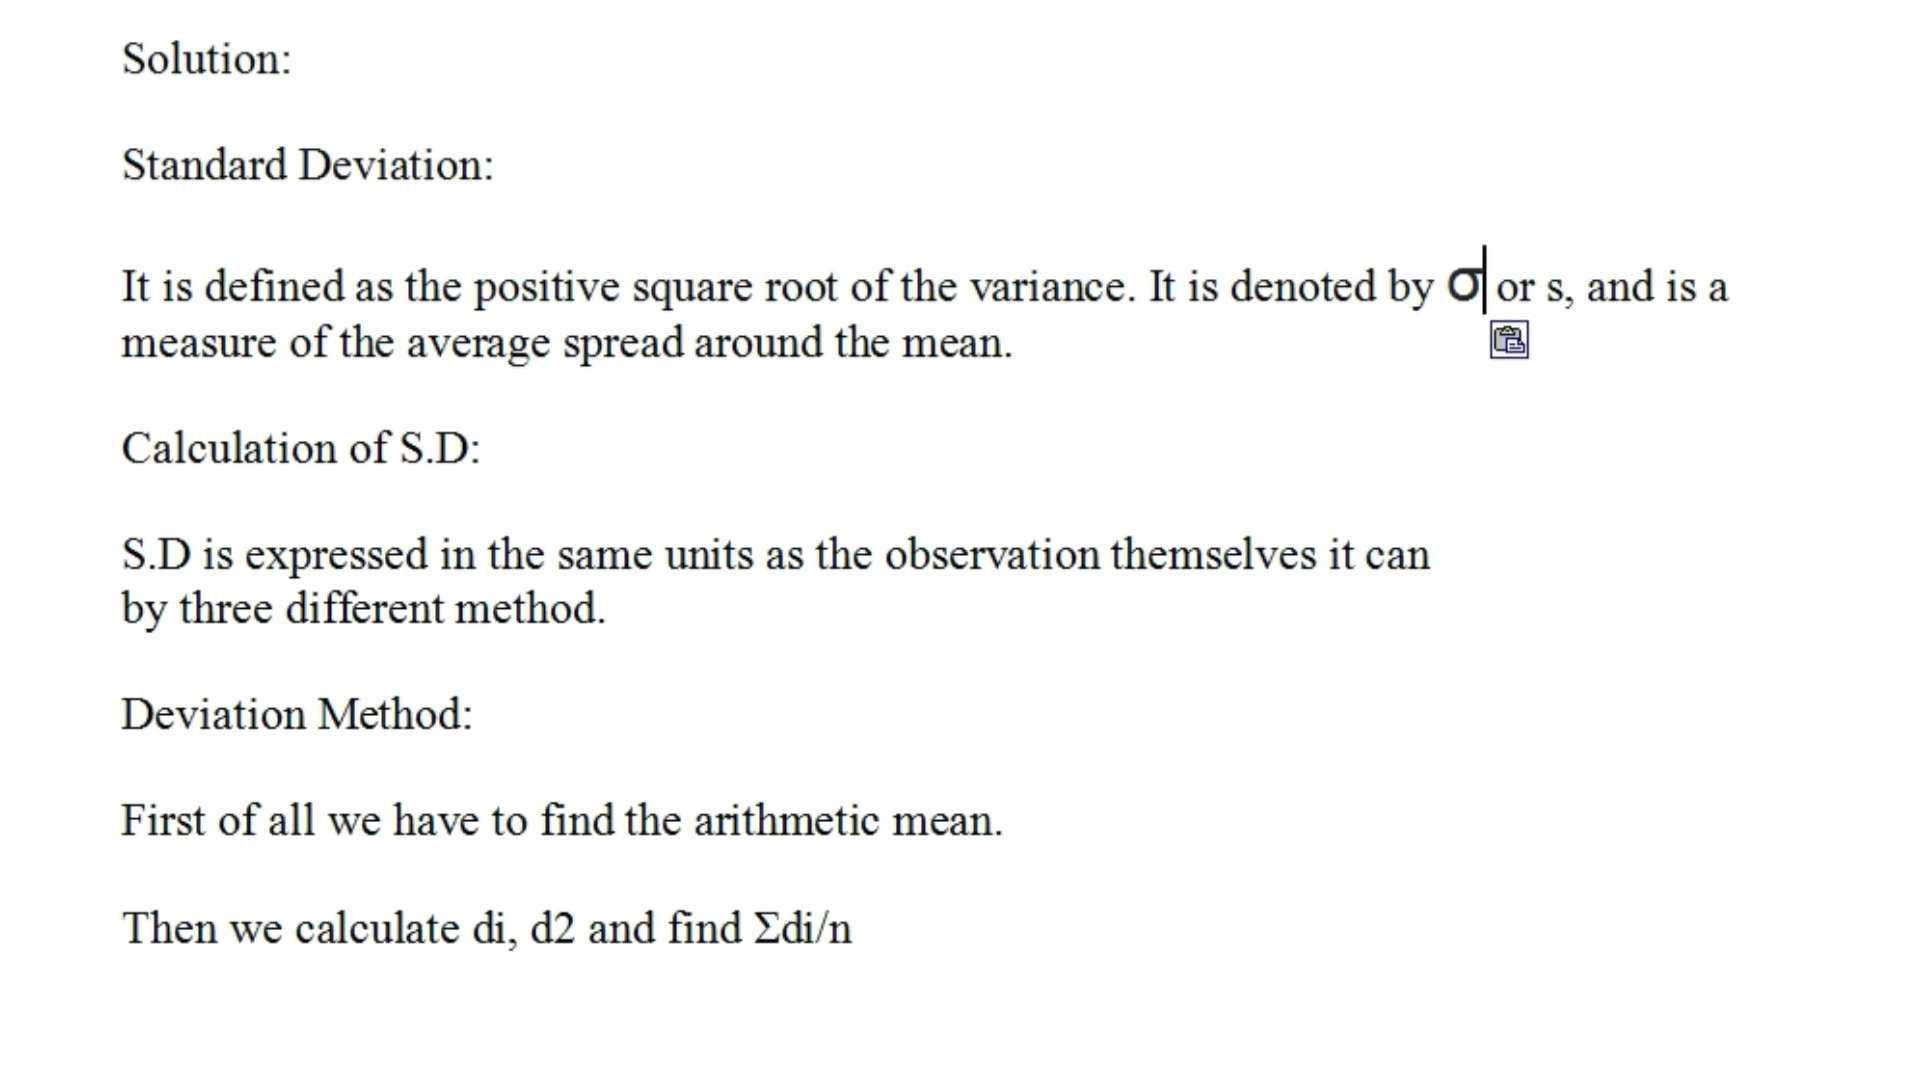 Solution:
Standard Deviation:
It is defined as the positive square root of the variance. It is denoted by σ or s, and is a
measure of the average spread around the mean.
Calculation of S.D:
S.D is expressed in the same units as the observation themselves it can
by three different method.
Deviation Method:
First of all we have to find the arithmetic mean.
Then we calculate di, d2 and find Σdi/n